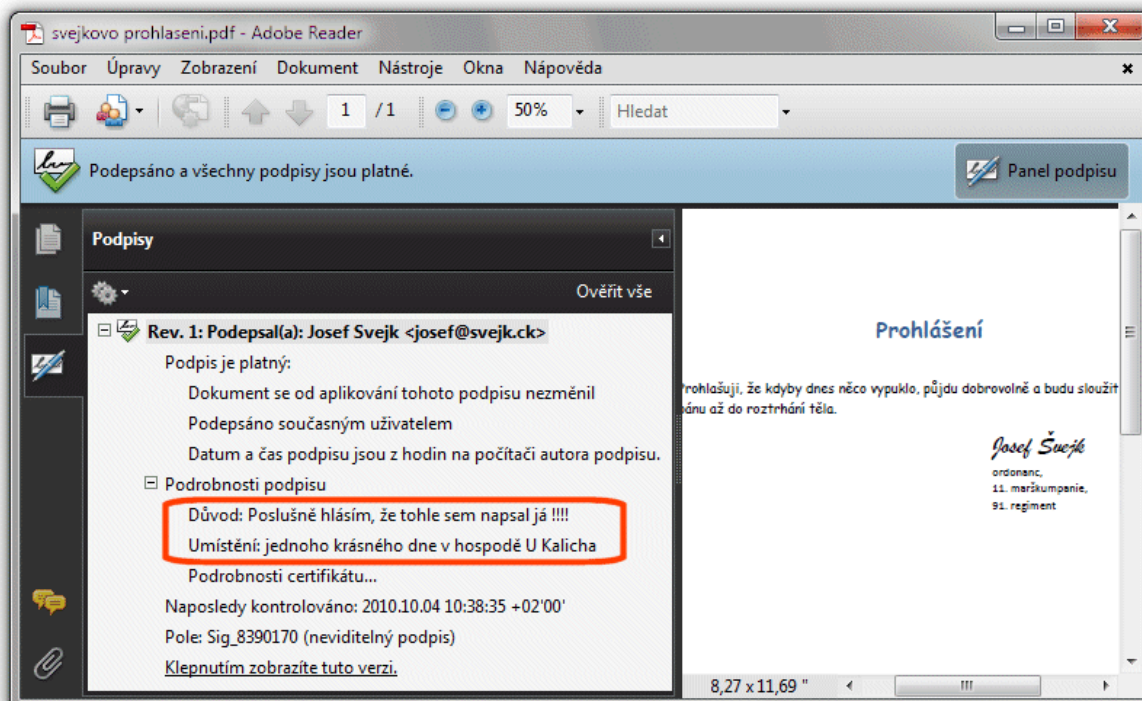 svejkovo prohlaseni.pdf - Adobe Reader
Soubor Úpravy Zobrazení Dokument Nástroje Okna Nápověda
1 / 1 50% Hledat
Podepsáno a všechny podpisy jsou platné.
Panel podpisu
Podpisy
Ověřit vše
Rev. 1: Podepsal(a): Josef Svejk <josef@svejk.ck>
Podpis je platný:
Dokument se od aplikování tohoto podpisu nezměnil
Podepsáno současným uživatelem
Datum a čas podpisu jsou z hodin na počítači autora podpisu.
Podrobnosti podpisu
Důvod: Poslušně hlásím, že tohle sem napsal já !!!!
Umístění: jednoho krásného dne v hospodě U Kalicha
Podrobnosti certifikátu...
Naposledy kontrolováno: 2010.10.04 10:38:35 +02'00'
Pole: Sig_8390170 (neviditelný podpis)
Klepnutím zobrazíte tuto verzi.
Prohlášení
rohlašuji, že kdyby dnes něco vypuklo, půjdu dobrovolně a budu sloužit
ánu až do roztrhání těla.
Josef Švejk
ordonanc,
11. marškumpanie,
91. regiment
8,27 x 11,69 "